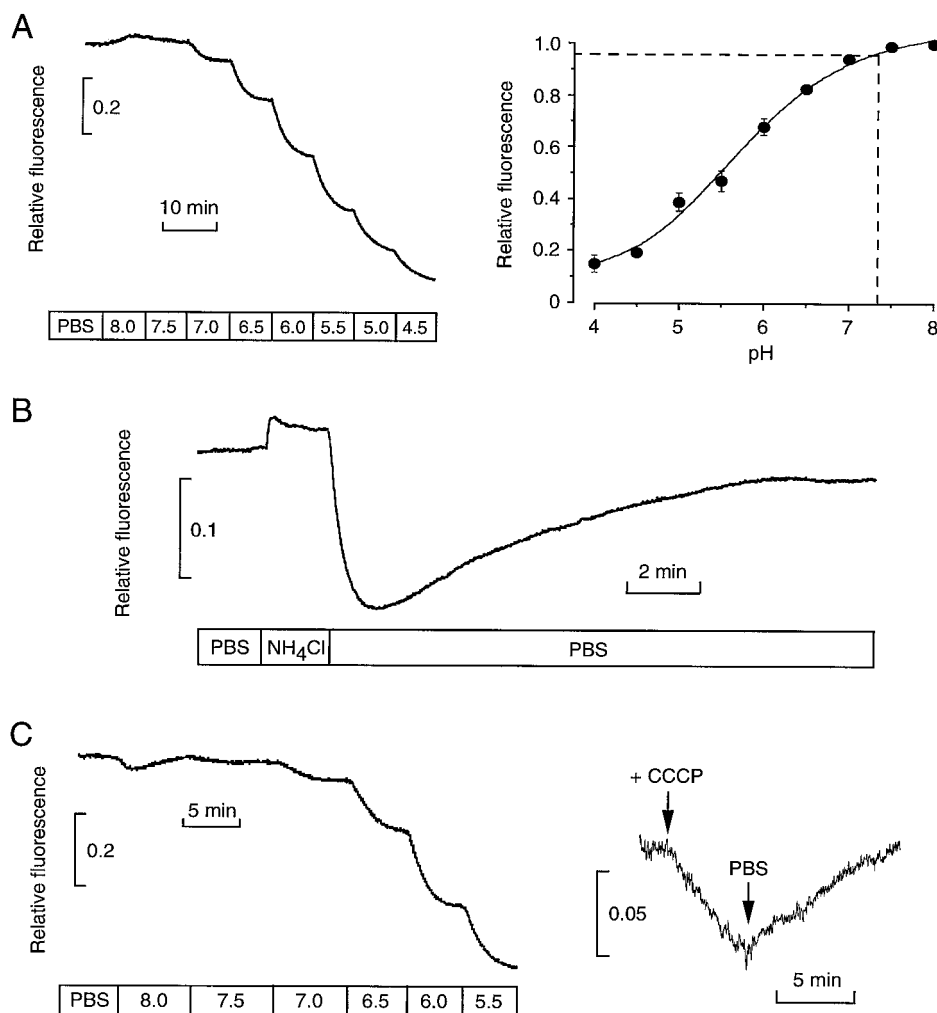 A
Relative fluorescence
0.2
10 min
PBS 8.0 7.5 7.0 6.5 6.0 5.5 5.0 4.5
Relative fluorescence
1.0
0.8
0.6
0.4
0.2
0
4 5 6 7 8
pH
B
Relative fluorescence
0.1
2 min
PBS NH4Cl PBS
C
Relative fluorescence
0.2
5 min
PBS 8.0 7.5 7.0 6.5 6.0 5.5
+ CCCP
PBS
0.05
5 min